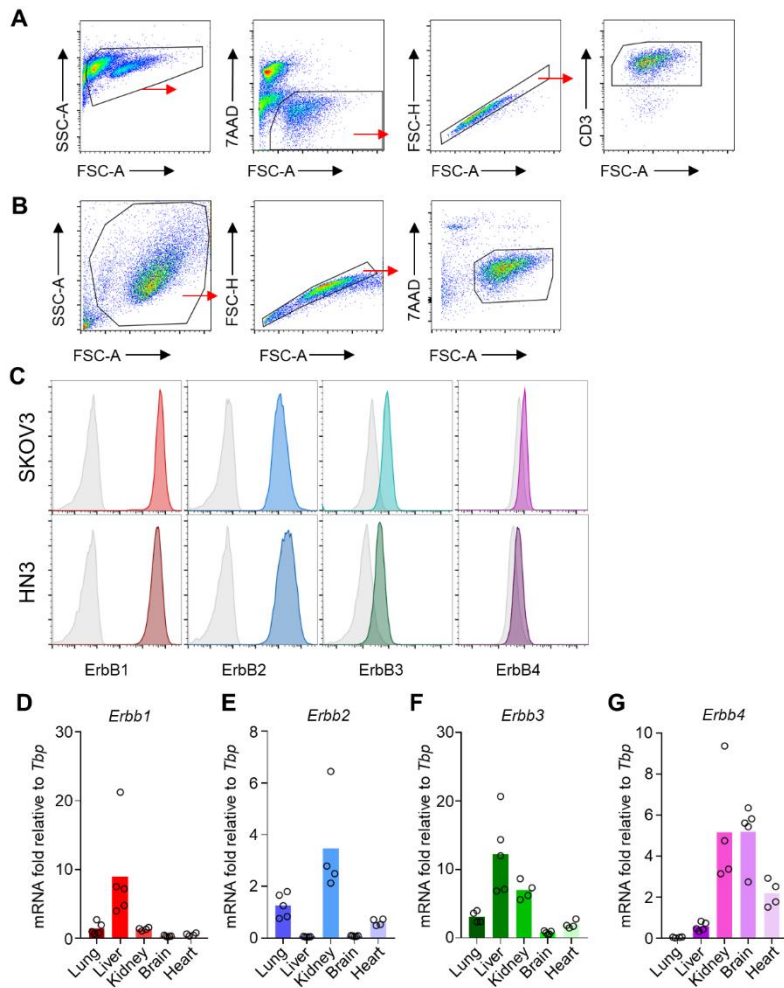 A
SSC-A
FSC-A
7AAD
FSC-A
FSC-H
FSC-A
CD3
FSC-A
B
SSC-A
FSC-A
FSC-H
FSC-A
7AAD
FSC-A
C
SKOV3
HN3
ErbB1 ErbB2 ErbB3 ErbB4
D Erbb1
mRNA fold relative to Tbp
30
20
10
0
Lung Liver Kidney Brain Heart
E Erbb2
mRNA fold relative to Tbp
8
6
4
2
0
Lung Liver Kidney Brain Heart
F Erbb3
mRNA fold relative to Tbp
30
20
10
0
Lung Liver Kidney Brain Heart
G Erbb4
mRNA fold relative to Tbp
10
8
6
4
2
0
Lung Liver Kidney Brain Heart